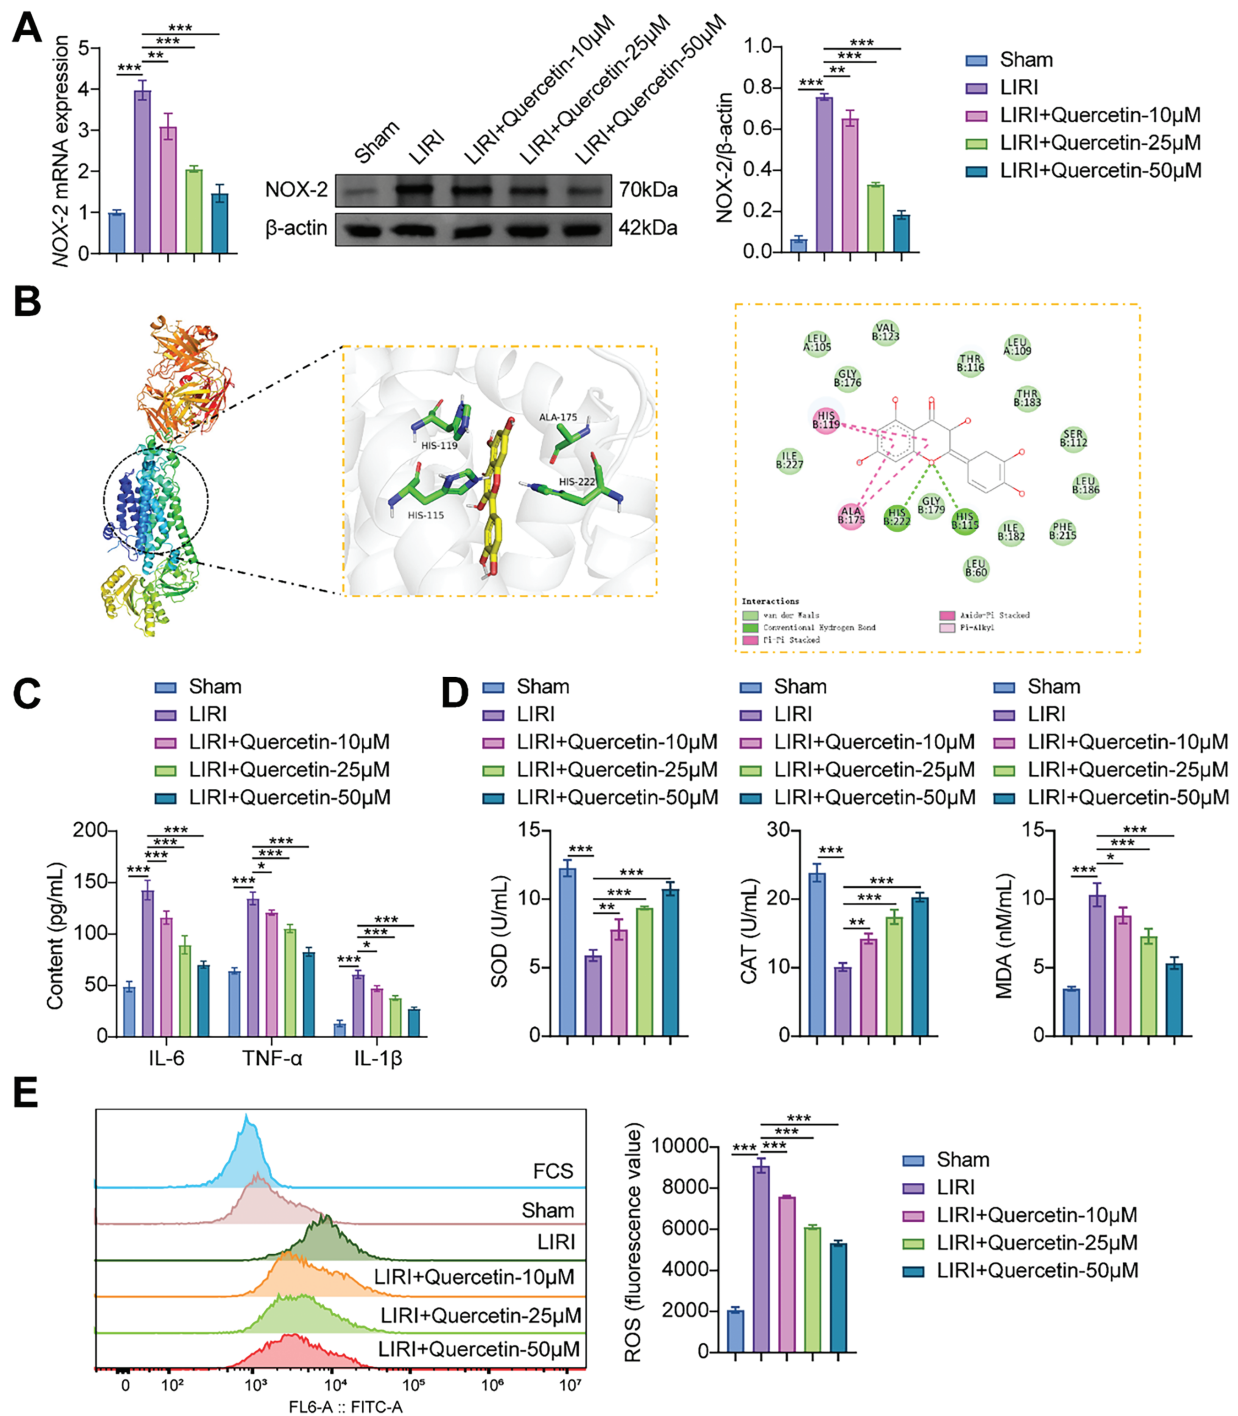 A
NOX-2 mRNA expression
5
4
3
2
1
0
***
***
**
***
Sham
LIRI
LIRI+Quercetin-10μM
LIRI+Quercetin-25μM
LIRI+Quercetin-50μM
NOX-2
70kDa
β-actin
42kDa
NOX-2/β-actin
1.0
0.8
0.6
0.4
0.2
0.0
***
***
**
***
Sham
LIRI
LIRI+Quercetin-10μM
LIRI+Quercetin-25μM
LIRI+Quercetin-50μM
B
HIS-119
ALA-175
HIS-115
HIS-222
LEU A:105
VAL B:123
LEU A:109
THR B:116
GLY B:176
THR B:183
HIS B:119
SER B:112
ILE B:227
LEU B:186
ALA B:175
HIS B:222
GLY B:179
HIS B:115
ILE B:182
PHE B:215
LEU B:60
Interactions
van der Waals
Conventional Hydrogen Bond
Pi-Pi Stacked
Amide-Pi Stacked
Pi-Alkyl
C
Sham
LIRI
LIRI+Quercetin-10μM
LIRI+Quercetin-25μM
LIRI+Quercetin-50μM
Content (pg/mL)
200
150
100
50
0
***
***
***
***
***
***
*
***
***
***
*
***
IL-6
TNF-α
IL-1β
D
Sham
LIRI
LIRI+Quercetin-10μM
LIRI+Quercetin-25μM
LIRI+Quercetin-50μM
SOD (U/mL)
15
10
5
0
***
***
***
**
Sham
LIRI
LIRI+Quercetin-10μM
LIRI+Quercetin-25μM
LIRI+Quercetin-50μM
CAT (U/mL)
30
20
10
0
***
***
***
**
Sham
LIRI
LIRI+Quercetin-10μM
LIRI+Quercetin-25μM
LIRI+Quercetin-50μM
MDA (nM/mL)
15
10
5
0
***
***
*
***
E
FCS
Sham
LIRI
LIRI+Quercetin-10μM
LIRI+Quercetin-25μM
LIRI+Quercetin-50μM
0 10² 10³ 10⁴ 10⁵ 10⁶ 10⁷
FL6-A :: FITC-A
ROS (fluorescence value)
10000
8000
6000
4000
2000
0
***
***
***
***
Sham
LIRI
LIRI+Quercetin-10μM
LIRI+Quercetin-25μM
LIRI+Quercetin-50μM